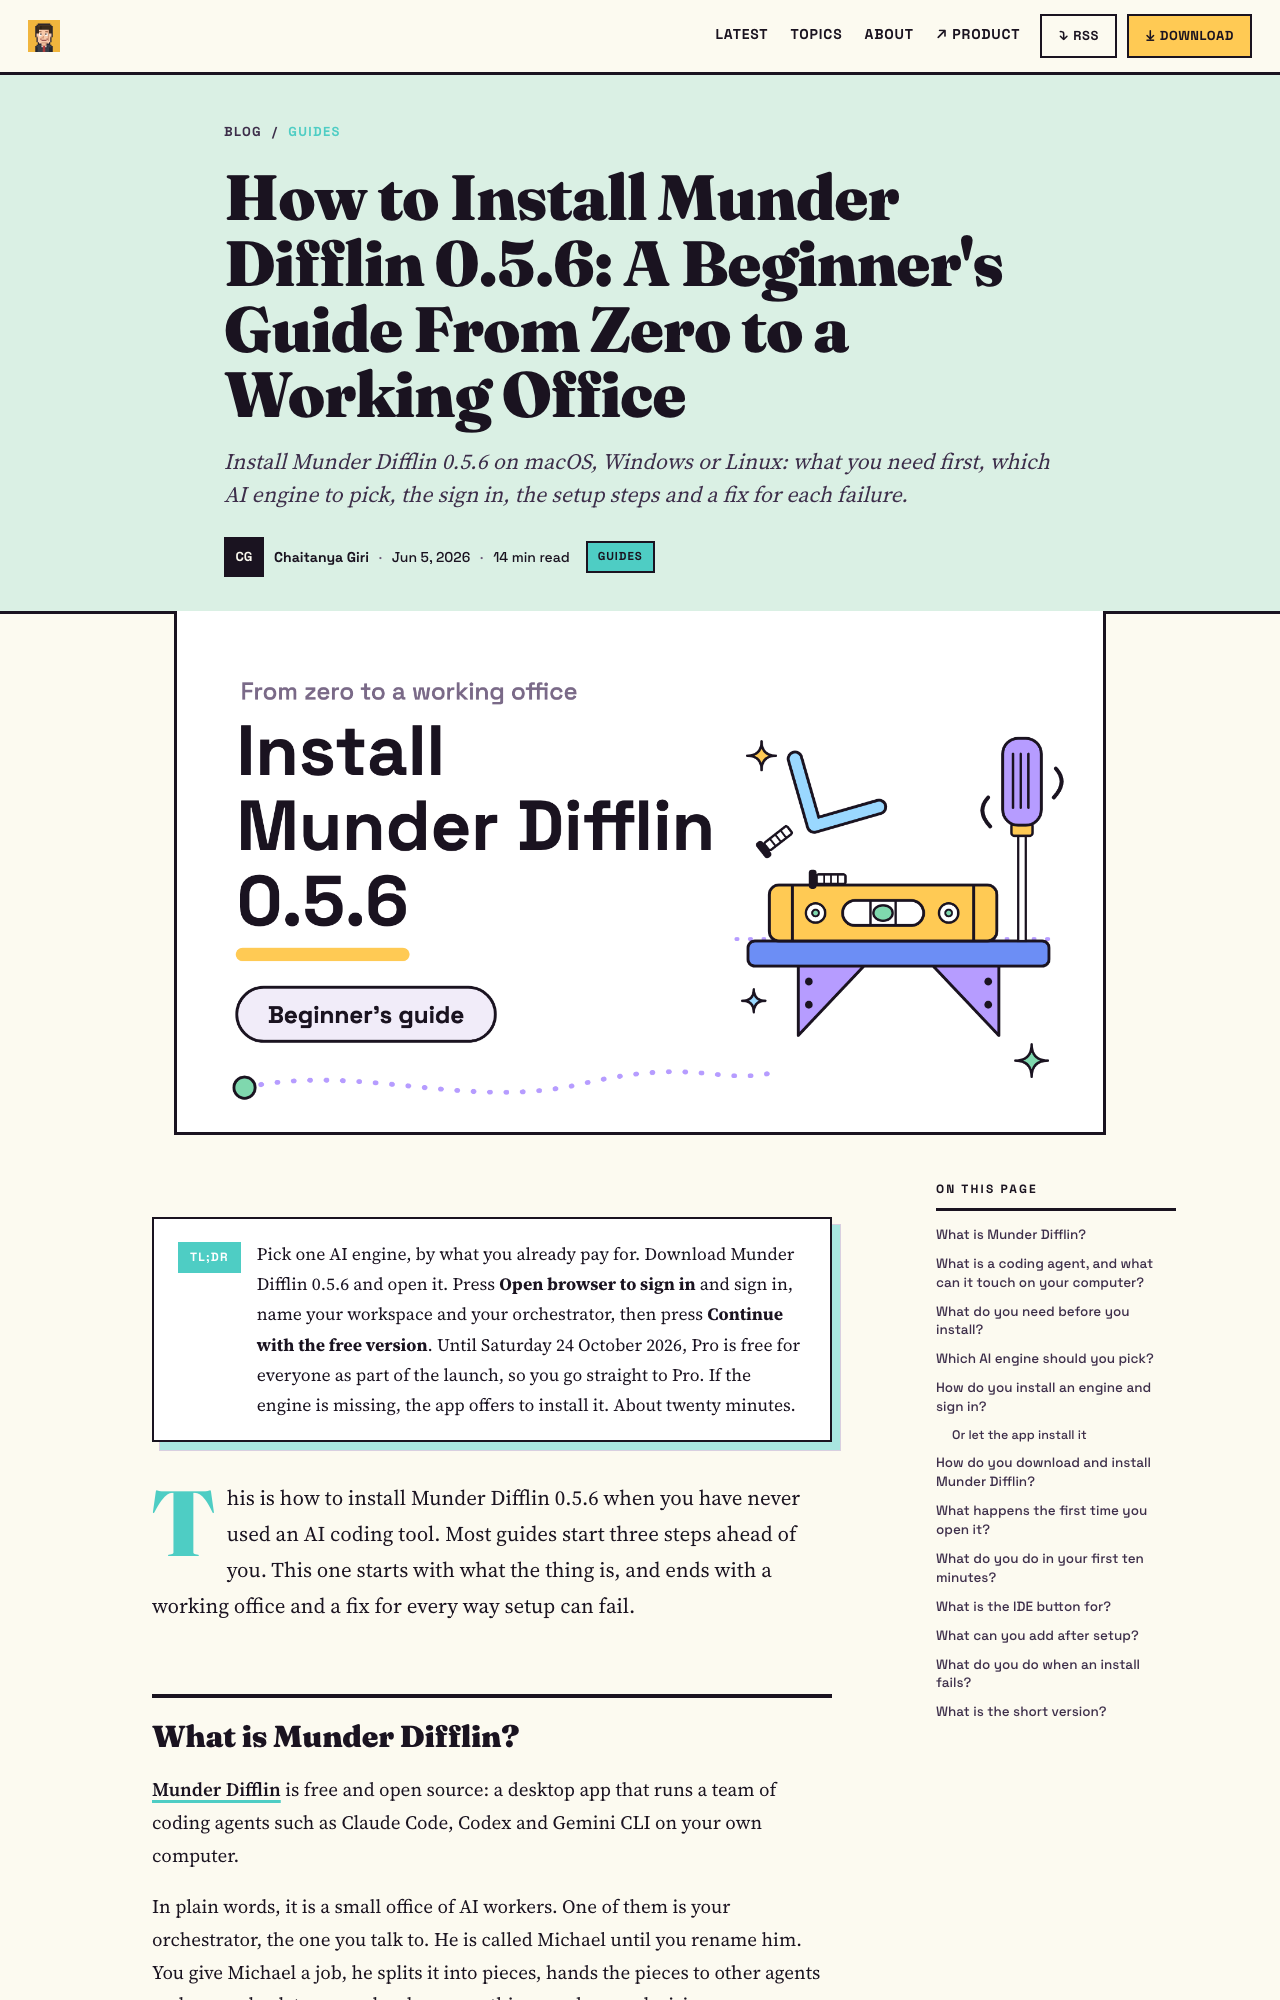 LATEST TOPICS ABOUT ↗ PRODUCT ⤵ RSS ⤓ DOWNLOAD
BLOG / GUIDES
How to Install Munder
Difflin 0.5.6: A Beginner's
Guide From Zero to a
Working Office
Install Munder Difflin 0.5.6 on macOS, Windows or Linux: what you need first, which
AI engine to pick, the sign in, the setup steps and a fix for each failure.
CG Chaitanya Giri · Jun 5, 2026 · 14 min read GUIDES
From zero to a working office
Install
Munder Difflin
0.5.6
Beginner's guide
TL;DR
Pick one AI engine, by what you already pay for. Download Munder
Difflin 0.5.6 and open it. Press Open browser to sign in and sign in,
name your workspace and your orchestrator, then press Continue
with the free version. Until Saturday 24 October 2026, Pro is free for
everyone as part of the launch, so you go straight to Pro. If the
engine is missing, the app offers to install it. About twenty minutes.
This is how to install Munder Difflin 0.5.6 when you have never
used an AI coding tool. Most guides start three steps ahead of
you. This one starts with what the thing is, and ends with a
working office and a fix for every way setup can fail.
What is Munder Difflin?
Munder Difflin is free and open source: a desktop app that runs a team of
coding agents such as Claude Code, Codex and Gemini CLI on your own
computer.
In plain words, it is a small office of AI workers. One of them is your
orchestrator, the one you talk to. He is called Michael until you rename him.
You give Michael a job, he splits it into pieces, hands the pieces to other agents
ON THIS PAGE
What is Munder Difflin?
What is a coding agent, and what
can it touch on your computer?
What do you need before you
install?
Which AI engine should you pick?
How do you install an engine and
sign in?
Or let the app install it
How do you download and install
Munder Difflin?
What happens the first time you
open it?
What do you do in your first ten
minutes?
What is the IDE button for?
What can you add after setup?
What do you do when an install
fails?
What is the short version?